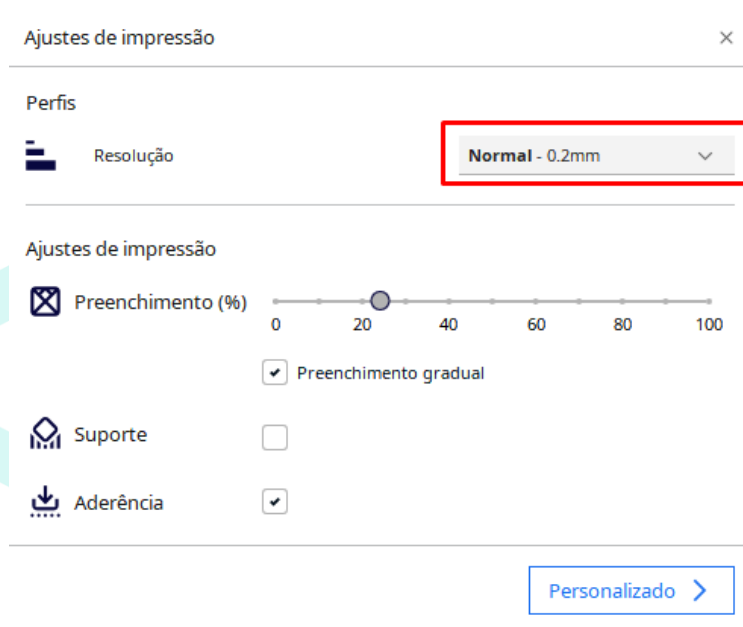 Ajustes de impressão
Perfis
Resolução
Normal - 0.2mm
Ajustes de impressão
Preenchimento (%)
0 20 40 60 80 100
Preenchimento gradual
Suporte
Aderência
Personalizado